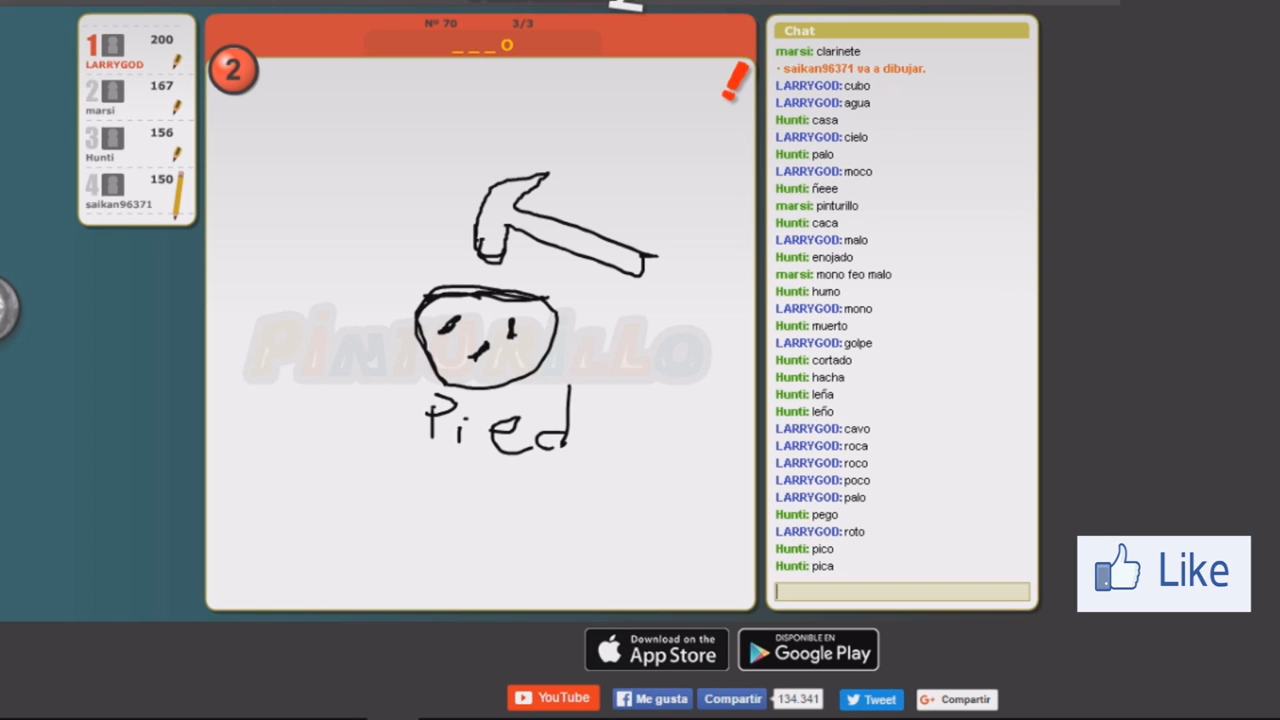 Nº 70 3/3
_ _ _ o
2
1 200
LARRYGOD
2 167
marsi
3 156
Hunti
4 150
saikan96371
PiNTURiLLO
Pied
Chat
marsi: clarinete
· saikan96371 va a dibujar.
LARRYGOD: cubo
LARRYGOD: agua
Hunti: casa
LARRYGOD: cielo
Hunti: palo
LARRYGOD: moco
Hunti: ñeee
marsi: pinturillo
Hunti: caca
LARRYGOD: malo
Hunti: enojado
marsi: mono feo malo
Hunti: humo
LARRYGOD: mono
Hunti: muerto
LARRYGOD: golpe
Hunti: cortado
Hunti: hacha
Hunti: leña
Hunti: leño
LARRYGOD: cavo
LARRYGOD: roca
LARRYGOD: roco
LARRYGOD: poco
LARRYGOD: palo
Hunti: pego
LARRYGOD: roto
Hunti: pico
Hunti: pica
Like
Download on the
App Store
DISPONIBLE EN
Google Play
YouTube
Me gusta
Compartir
134.341
Tweet
G+ Compartir